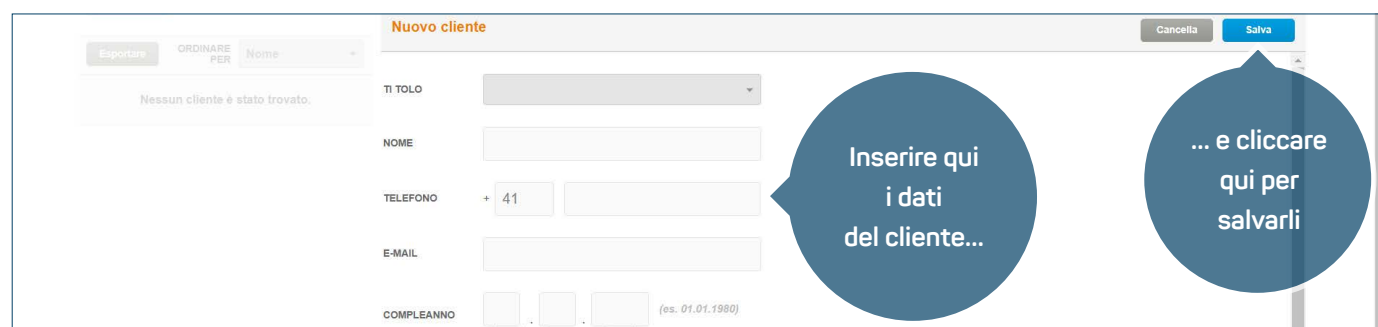 Nuovo cliente
Cancella
Salva
Esportare
ORDINARE
PER
Nome
Nessun cliente è stato trovato.
TI TOLO
NOME
TELEFONO + 41
E-MAIL
COMPLEANNO . . (es. 01.01.1980)
Inserire qui
i dati
del cliente...
... e cliccare
qui per
salvarli